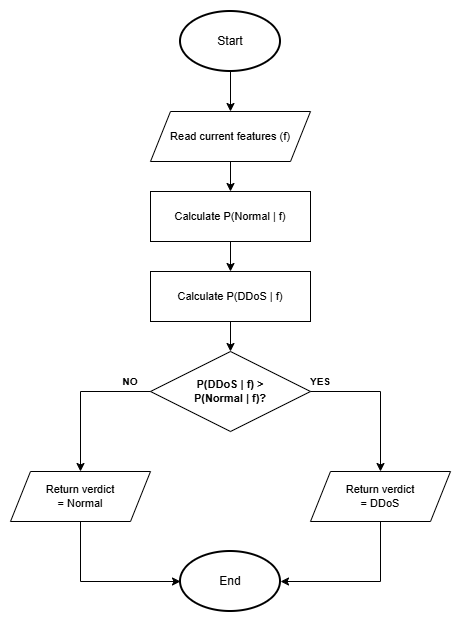 Start
Read current features (f)
Calculate P(Normal | f)
Calculate P(DDoS | f)
P(DDoS | f) >
P(Normal | f)?
NO
YES
Return verdict
= Normal
Return verdict
= DDoS
End